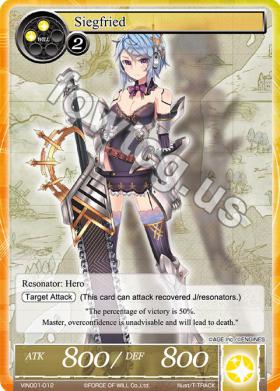 Siegfried
WILL
2
fowtcg.us
Resonator: Hero
Target Attack (This card can attack recovered J/resonators.)
"The percentage of victory is 50%.
Master, overconfidence is unadvisable and will lead to death."
ATK 800 / DEF 800
©AGE Inc. /©ENGINES
VIN001-012 ©FORCE OF WILL Co.,Ltd. Illust/T-TRACK